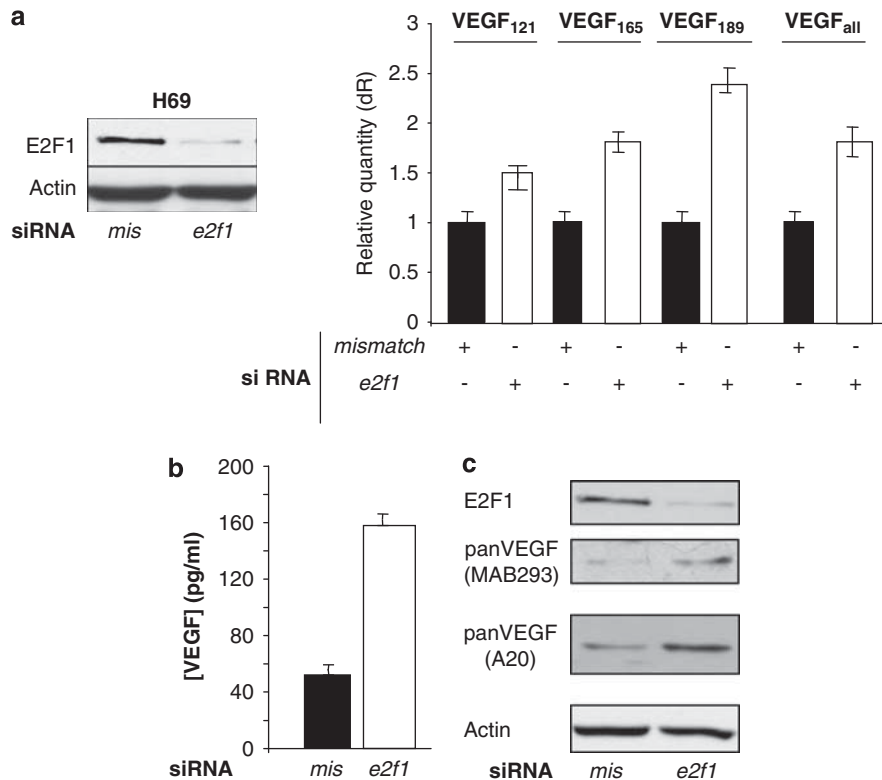 a
H69
E2F1
Actin
siRNA mis e2f1
VEGF121 VEGF165 VEGF189 VEGFall
Relative quantity (dR)
3
2.5
2
1.5
1
0.5
0
mismatch + - + - + - + -
si RNA
e2f1 - + - + - + - +
b
[VEGF] (pg/ml)
200
160
120
80
40
0
siRNA mis e2f1
c
E2F1
panVEGF
(MAB293)
panVEGF
(A20)
Actin
siRNA mis e2f1